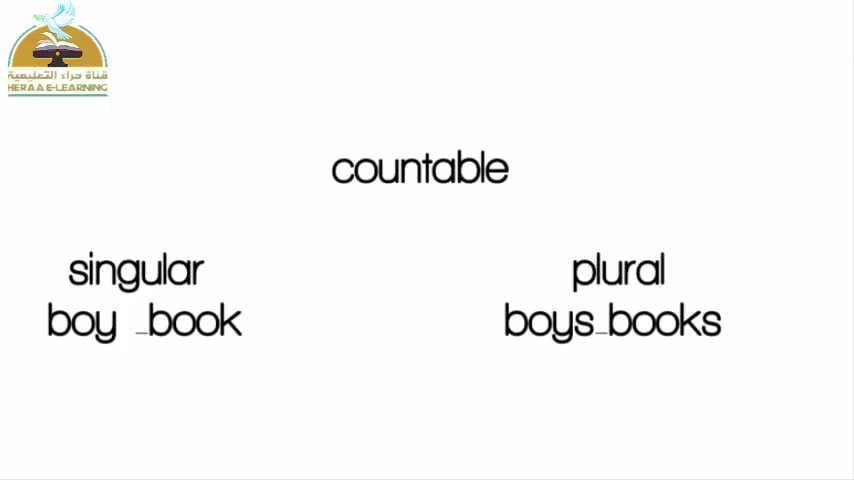 قناة حراء التعليمية
HERAA E-LEARNING
countable
singular
plural
boy _book
boys_books